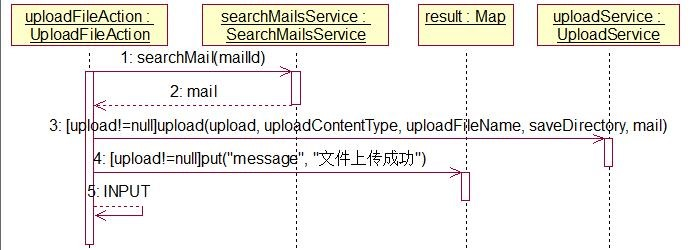 uploadFileAction :
UploadFileAction
searchMailsService :
SearchMailsService
result : Map
uploadService :
UploadService
1: searchMail(mailId)
2: mail
3: [upload!=null]upload(upload, uploadContentType, uploadFileName, saveDirectory, mail)
4: [upload!=null]put("message", "文件上传成功")
5: INPUT